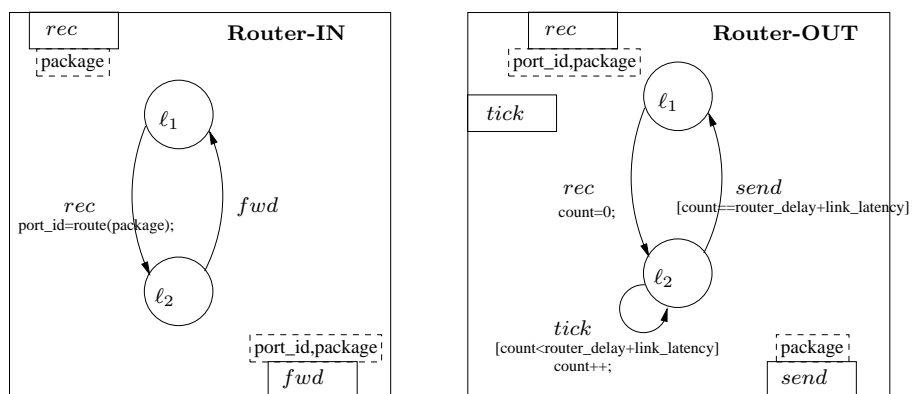 rec
Router-IN
package
ℓ1
rec
port_id=route(package);
fwd
ℓ2
port_id,package
fwd
rec
Router-OUT
port_id,package
tick
ℓ1
rec
count=0;
send
[count==router_delay+link_latency]
ℓ2
tick
[count<router_delay+link_latency]
count++;
package
send